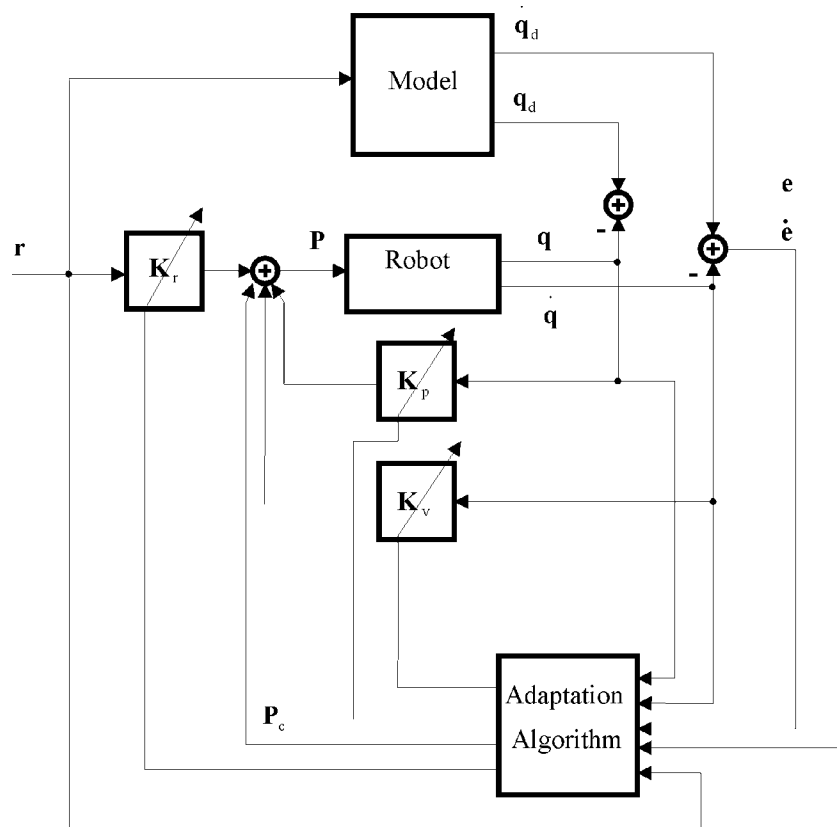 q̇d
Model
qd
e
ė
r
Kr
P
Robot
q
q̇
-
-
Kp
Kv
Adaptation
Algorithm
Pc